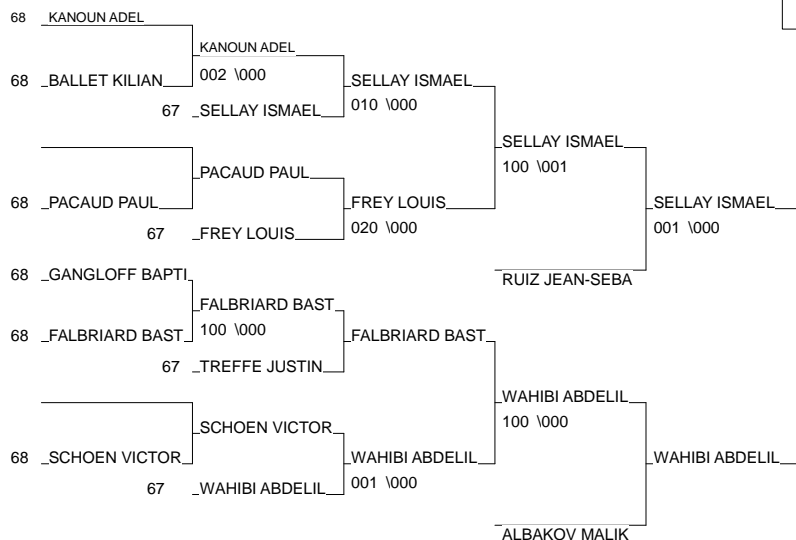 68 KANOUN ADEL
KANOUN ADEL
002 \000
68 BALLET KILIAN
SELLAY ISMAEL
010 \000
67 SELLAY ISMAEL
SELLAY ISMAEL
100 \001
PACAUD PAUL
68 PACAUD PAUL
FREY LOUIS
020 \000
SELLAY ISMAEL
001 \000
67 FREY LOUIS
68 GANGLOFF BAPTI
RUIZ JEAN-SEBA
FALBRIARD BAST
100 \000
68 FALBRIARD BAST
FALBRIARD BAST
67 TREFFE JUSTIN
WAHIBI ABDELIL
100 \000
SCHOEN VICTOR
68 SCHOEN VICTOR
WAHIBI ABDELIL
001 \000
WAHIBI ABDELIL
67 WAHIBI ABDELIL
ALBAKOV MALIK